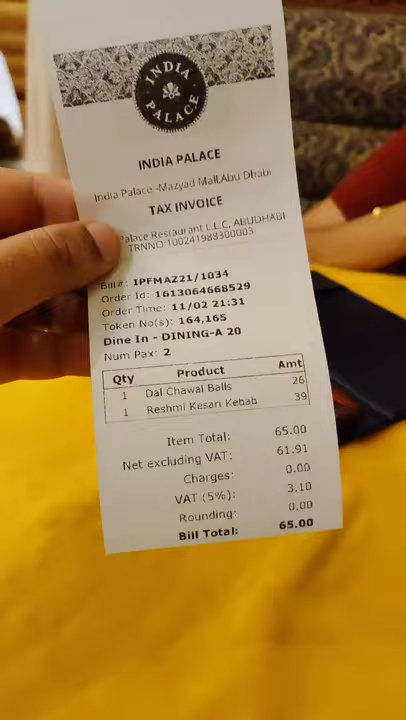 INDIA
PALACE
INDIA PALACE
India Palace -Mazyad Mall,Abu Dhabi
TAX INVOICE
Palace Restaurant L.L.C, ABUDHABI
TRNNO:100241988300003
Bill#: IPFMAZ21/1034
Order Id: 1613064668529
Order Time: 11/02 21:31
Token No(s): 164,165
Dine In - DINING-A 20
Num Pax: 2
Qty Product Amt
1 Dal Chawal Balls 26
1 Reshmi Kesari Kebab 39
Item Total: 65.00
Net excluding VAT: 61.91
Charges: 0.00
VAT (5%): 3.10
Rounding: 0.00
Bill Total: 65.00